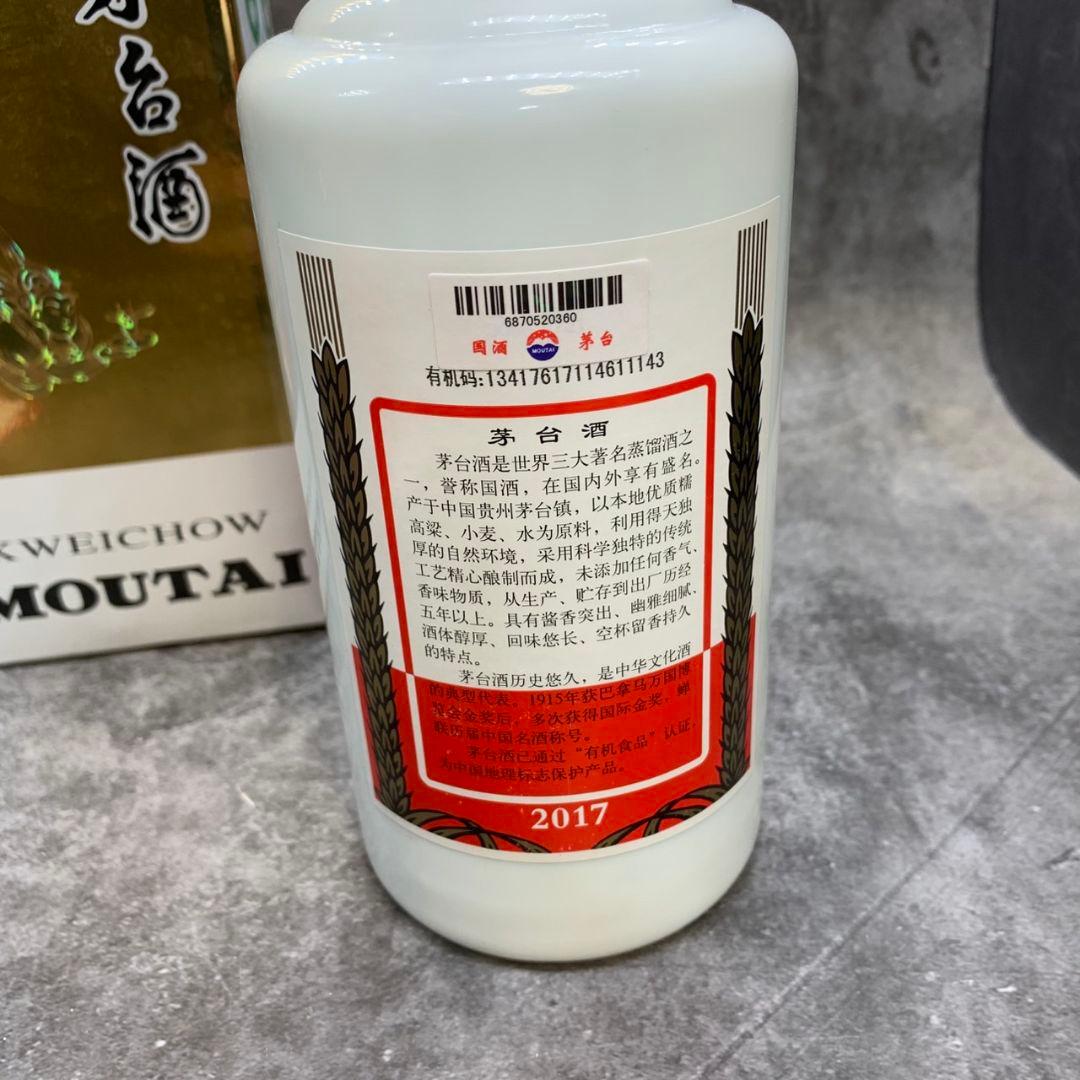 台
酒
KWEICHOW
MOUTAI
6870520360
国酒 MOUTAI 茅台
有机码:13417617114611143
茅台酒
茅台酒是世界三大著名蒸馏酒之
一，誉称国酒，在国内外享有盛名。
产于中国贵州茅台镇，以本地优质糯
高粱、小麦、水为原料，利用得天独
厚的自然环境，采用科学独特的传统
工艺精心酿制而成，未添加任何香气、
香味物质，从生产、贮存到出厂历经
五年以上。具有酱香突出、幽雅细腻、
酒体醇厚、回味悠长、空杯留香持久
的特点。
茅台酒历史悠久，是中华文化酒
的典型代表。1915年获巴拿马万国博
览会金奖后，多次获得国际金奖，蝉
联历届中国名酒称号。
茅台酒已通过“有机食品”认证，
为中国地理标志保护产品。
2017